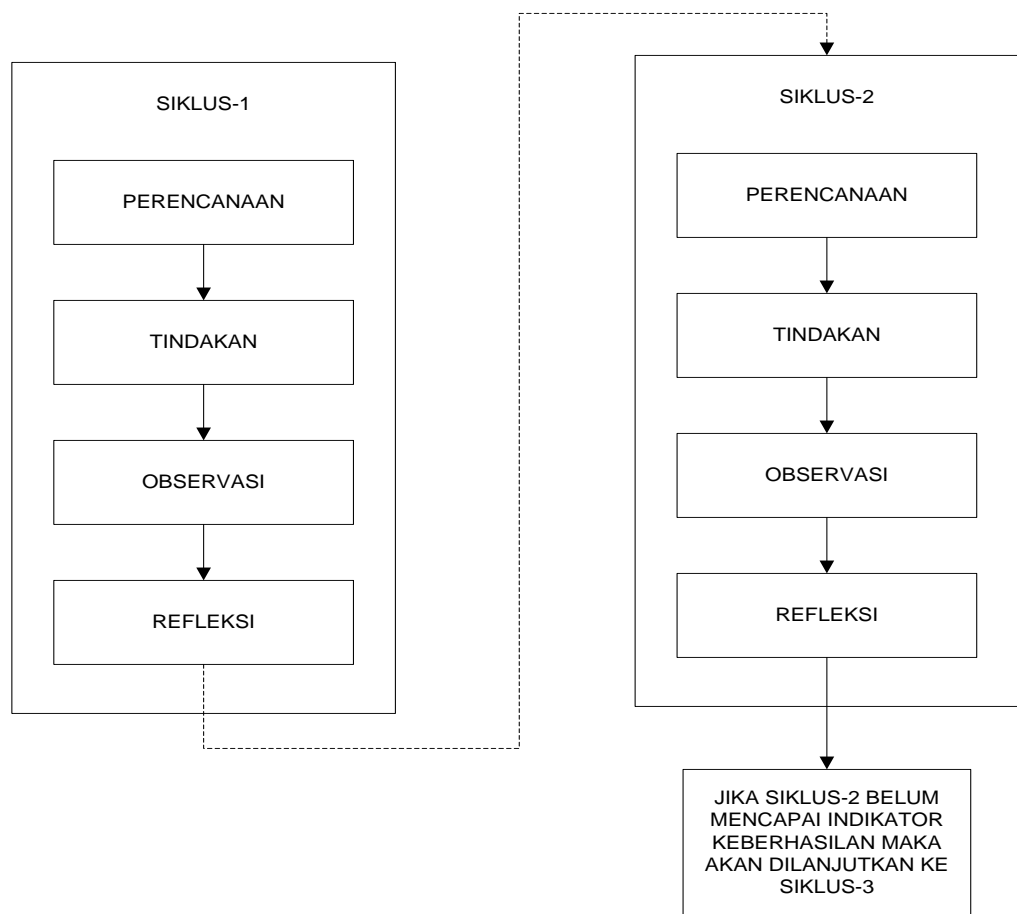 SIKLUS-1
PERENCANAAN
TINDAKAN
OBSERVASI
REFLEKSI
SIKLUS-2
PERENCANAAN
TINDAKAN
OBSERVASI
REFLEKSI
JIKA SIKLUS-2 BELUM
MENCAPAI INDIKATOR
KEBERHASILAN MAKA
AKAN DILANJUTKAN KE
SIKLUS-3